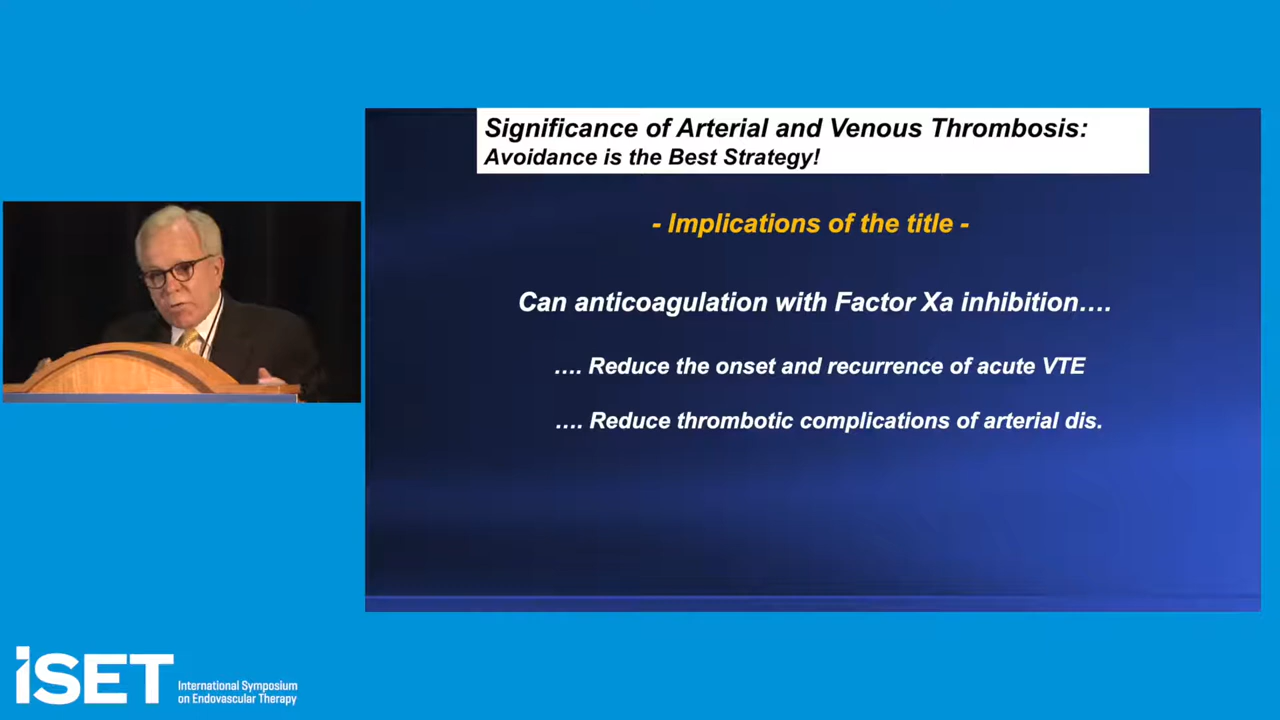 Significance of Arterial and Venous Thrombosis:
Avoidance is the Best Strategy!
- Implications of the title -
Can anticoagulation with Factor Xa inhibition….
…. Reduce the onset and recurrence of acute VTE
…. Reduce thrombotic complications of arterial dis.
iSET
International Symposium
on Endovascular Therapy